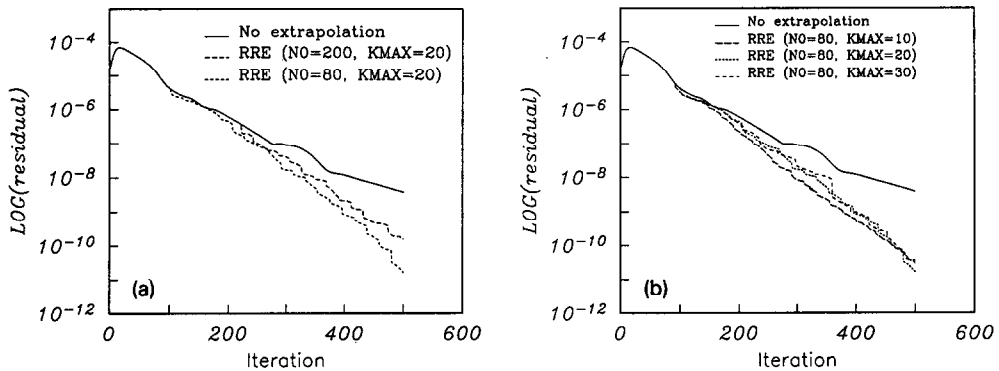 No extrapolation
RRE (N0=200, KMAX=20)
RRE (N0=80, KMAX=20)
LOG(residual)
10^-4
10^-6
10^-8
10^-10
10^-12
(a)
0 200 400 600
Iteration
No extrapolation
RRE (N0=80, KMAX=10)
RRE (N0=80, KMAX=20)
RRE (N0=80, KMAX=30)
LOG(residual)
10^-4
10^-6
10^-8
10^-10
10^-12
(b)
0 200 400 600
Iteration